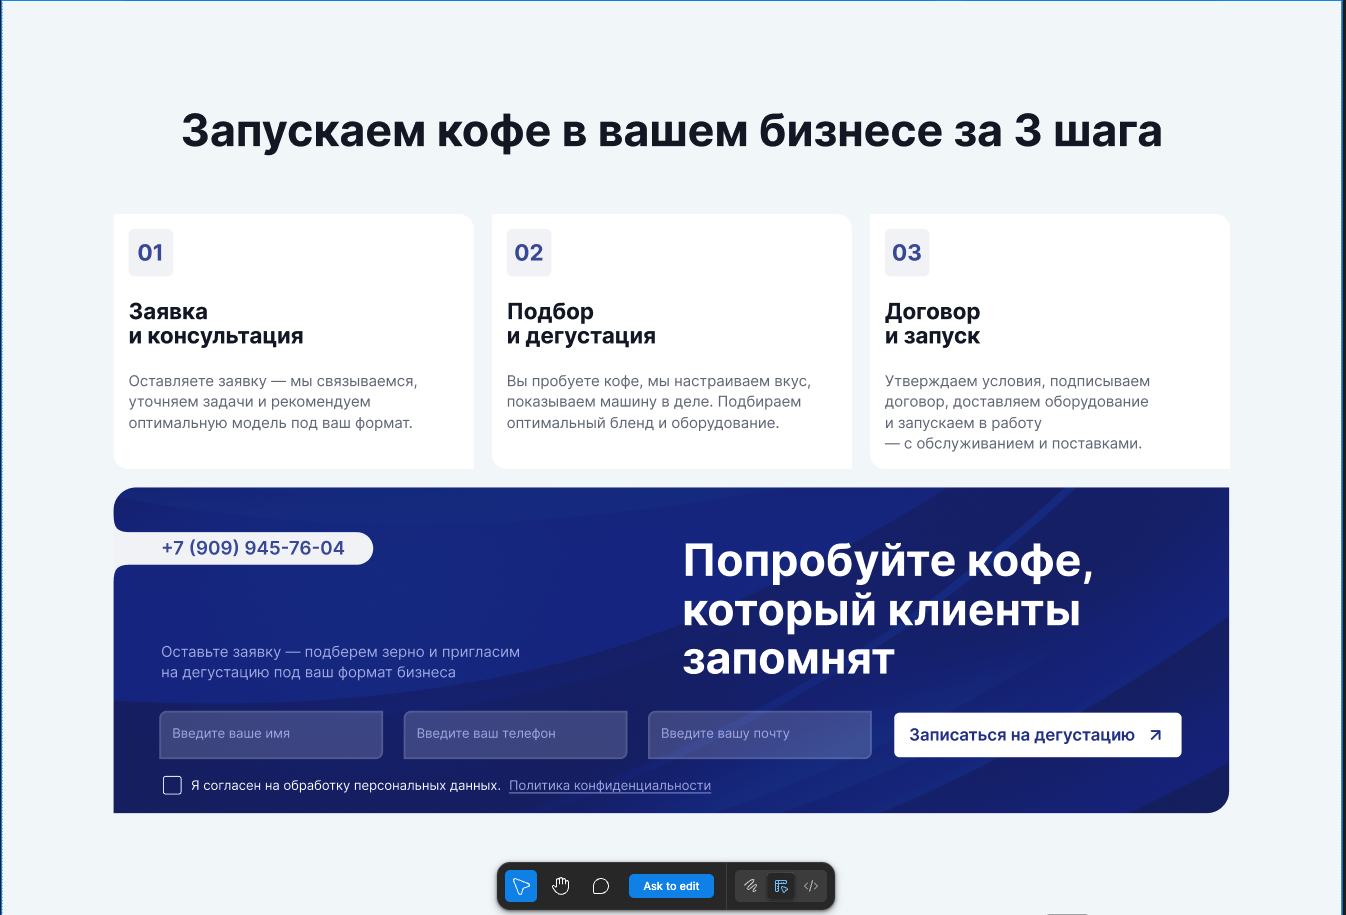 Запускаем кофе в вашем бизнесе за 3 шага
01
Заявка
и консультация
Оставляете заявку — мы связываемся,
уточняем задачи и рекомендуем
оптимальную модель под ваш формат.
02
Подбор
и дегустация
Вы пробуете кофе, мы настраиваем вкус,
показываем машину в деле. Подбираем
оптимальный бленд и оборудование.
03
Договор
и запуск
Утверждаем условия, подписываем
договор, доставляем оборудование
и запускаем в работу
— с обслуживанием и поставками.
+7 (909) 945-76-04
Попробуйте кофе,
который клиенты
запомнят
Оставьте заявку — подберем зерно и пригласим
на дегустацию под ваш формат бизнеса
Введите ваше имя
Введите ваш телефон
Введите вашу почту
Записаться на дегустацию
Я согласен на обработку персональных данных. Политика конфиденциальности
Ask to edit